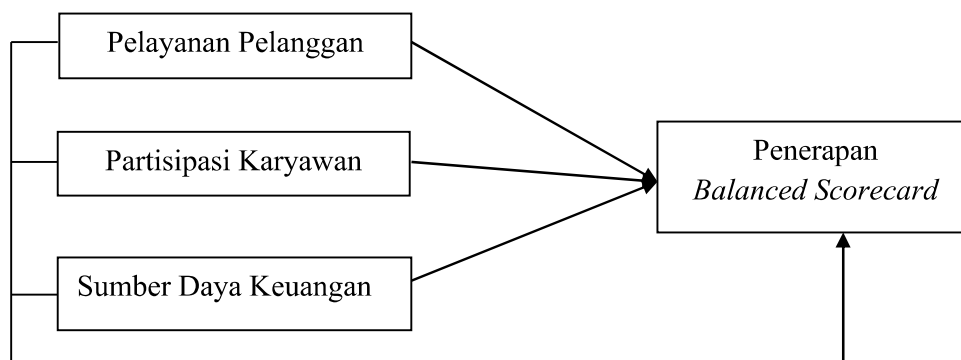 Pelayanan Pelanggan
Partisipasi Karyawan
Sumber Daya Keuangan
Penerapan
Balanced Scorecard